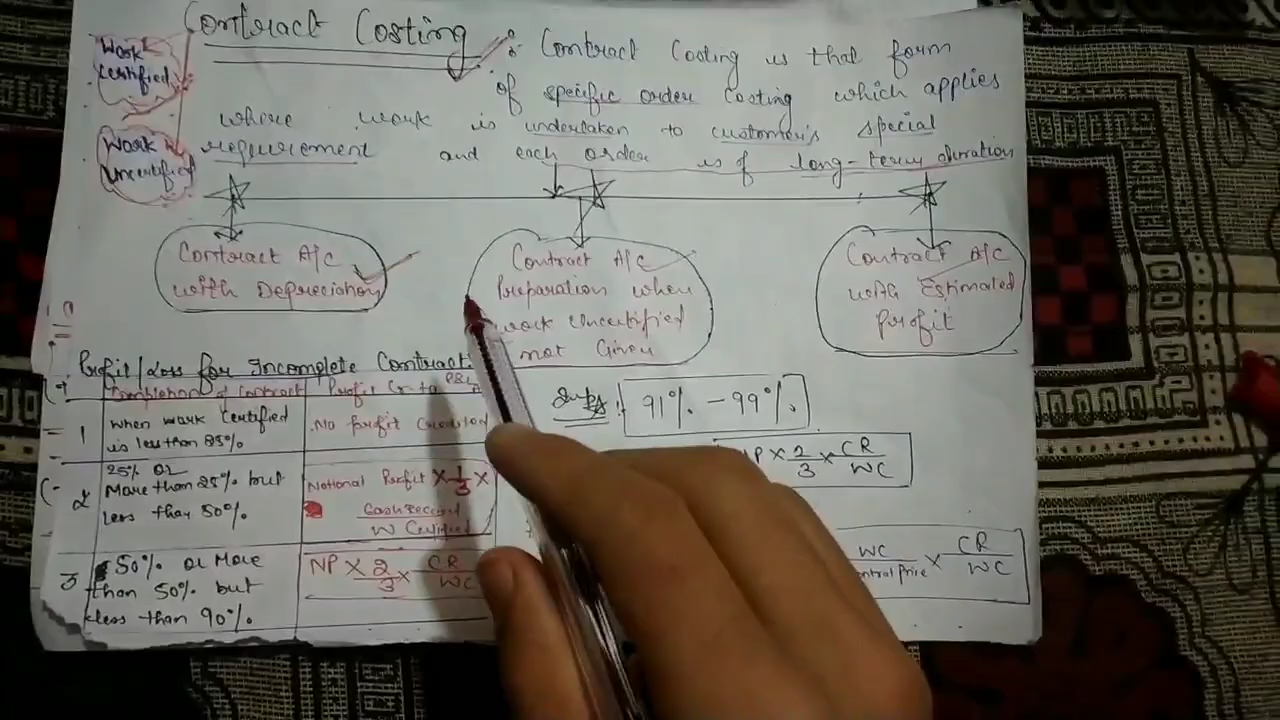 Contract Costing : Contract Costing is that form
of specific order Costing which applies
where work is undertaken to customer's special
requirement and each order is of long-term duration
Work
Certified
Work
Uncertified
Contract A/C
with Depreciation
Contract A/C
Preparation when
work Uncertified
not Given
Contract A/C
with Estimated
Profit
Profit/Loss for Incomplete Contract
Completion of Contract
Profit Cr. to P&L
1
when work Certified
is less than 25%.
No Profit Credited
2
25% or
More than 25% but
less than 50%.
Notional Profit × 1/3 ×
Cash received
W Certified
3
50% or More
than 50% but
less than 90%.
NP × 2/3 × CR/WC
91%. - 99%.
NP × 2/3 × CR/WC
WC
Price × CR/WC